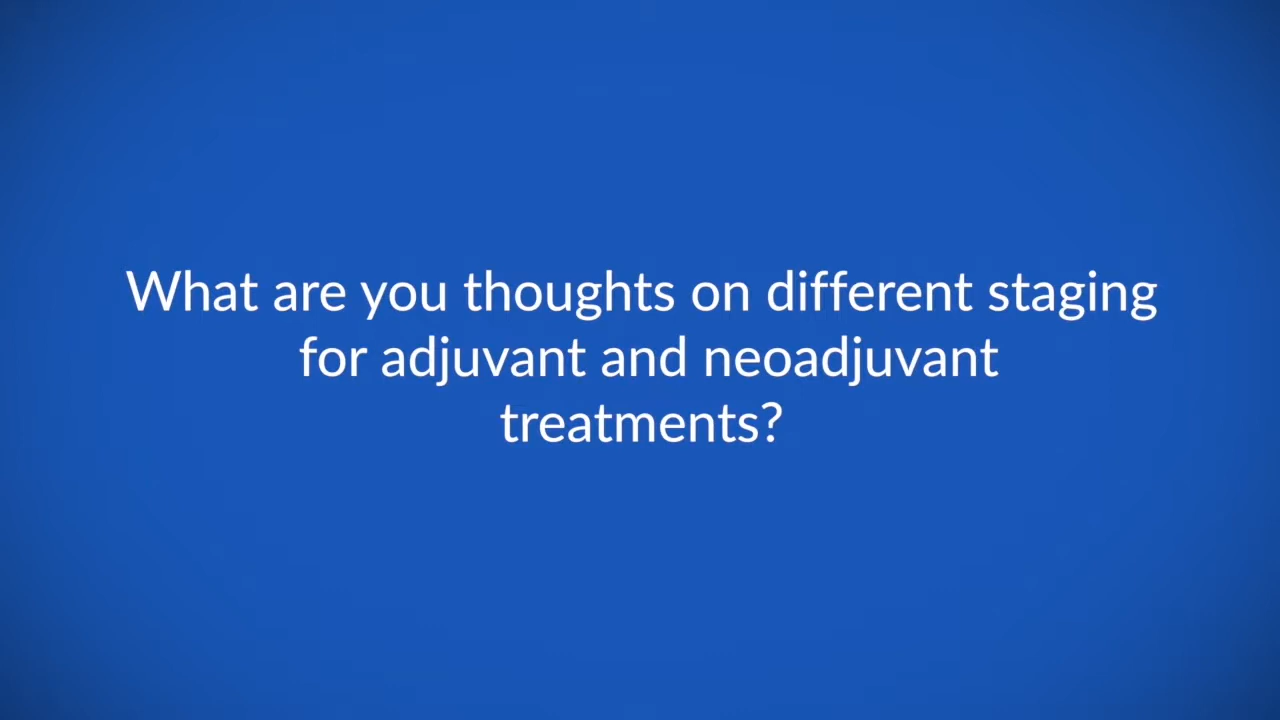 What are you thoughts on different staging
for adjuvant and neoadjuvant
treatments?